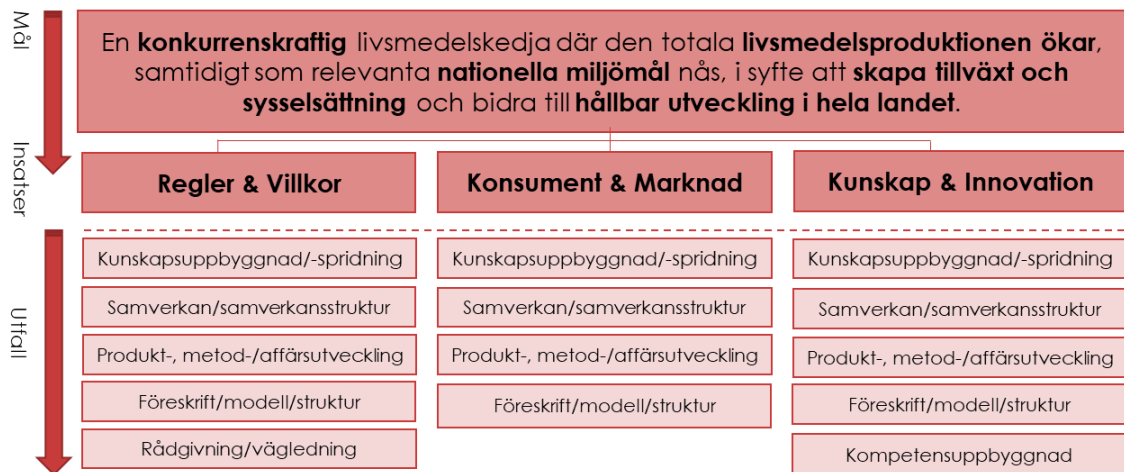 Mål
En konkurrenskraftig livsmedelskedja där den totala livsmedelsproduktionen ökar,
samtidigt som relevanta nationella miljömål nås, i syfte att skapa tillväxt och
sysselsättning och bidra till hållbar utveckling i hela landet.
Insatser
Regler & Villkor
Konsument & Marknad
Kunskap & Innovation
Utfall
Kunskapsuppbyggnad/-spridning
Samverkan/samverkansstruktur
Produkt-, metod-/affärsutveckling
Föreskrift/modell/struktur
Rådgivning/vägledning
Kunskapsuppbyggnad/-spridning
Samverkan/samverkansstruktur
Produkt-, metod-/affärsutveckling
Föreskrift/modell/struktur
Kunskapsuppbyggnad/-spridning
Samverkan/samverkansstruktur
Produkt-, metod-/affärsutveckling
Föreskrift/modell/struktur
Kompetensuppbyggnad